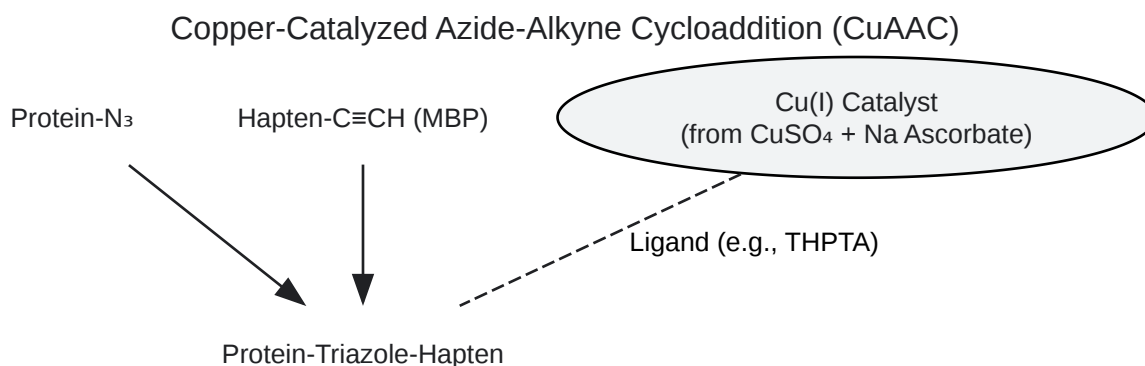 Copper-Catalyzed Azide-Alkyne Cycloaddition (CuAAC)
Protein-N₃
Hapten-C≡CH (MBP)
Cu(I) Catalyst
(from CuSO₄ + Na Ascorbate)
Ligand (e.g., THPTA)
Protein-Triazole-Hapten